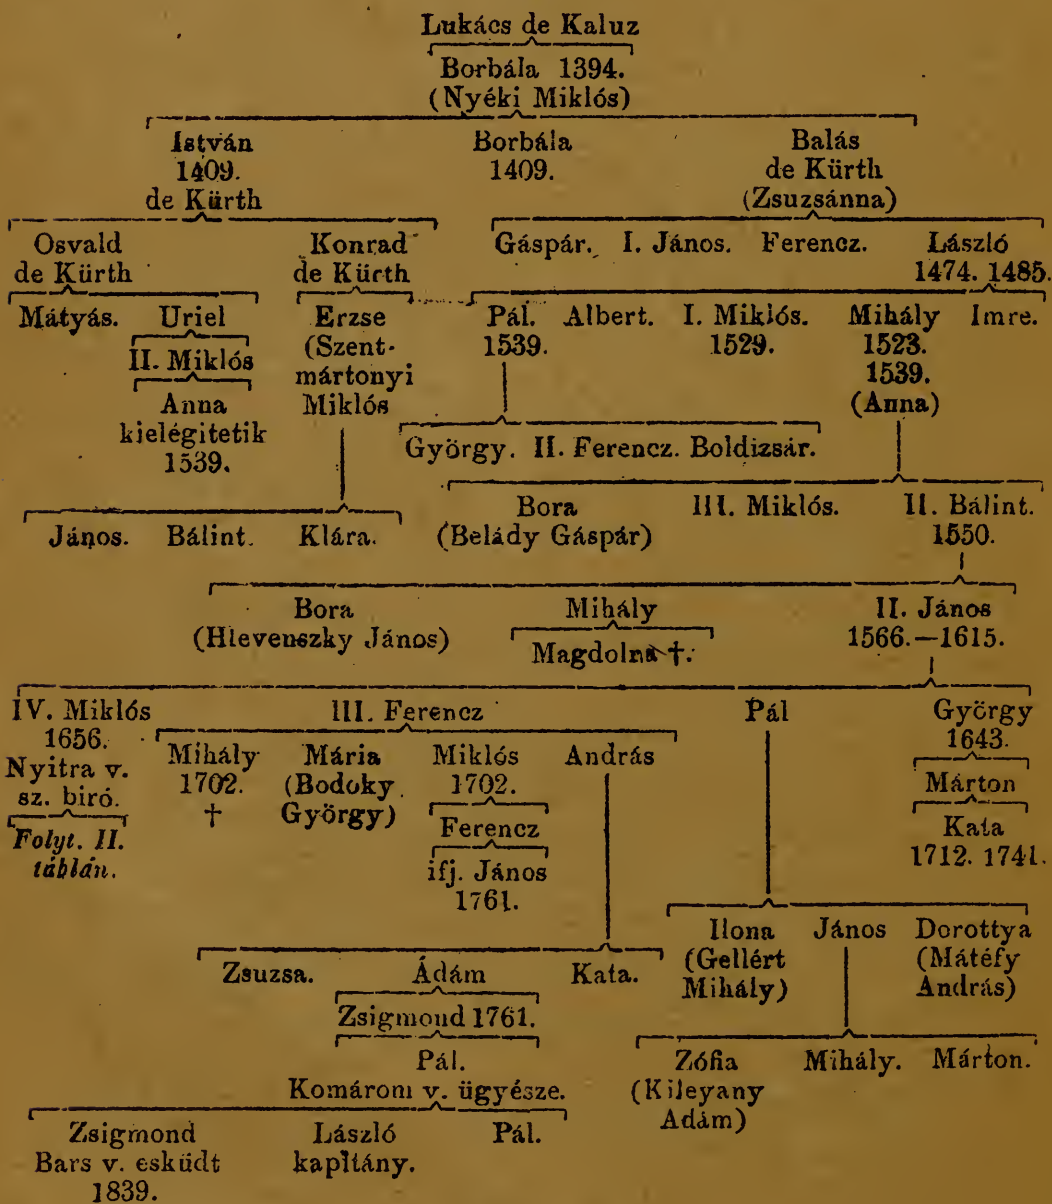 Lukács de Kaluz
Borbála 1394.
(Nyéki Miklós)
István Borbála Balás
1409. 1409. de Kürth
de Kürth (Zsuzsánna)
Osvald Konrad Gáspár. I. János. Ferencz. László
de Kürth de Kürth 1474. 1485.
Mátyás. Uriel Erzse Pál. Albert. I. Miklós. Mihály Imre.
II. Miklós (Szent- 1539. 1529. 1523.
mártonyi 1539.
Anna Miklós (Anna)
kielégitetik
1539.
György. II. Ferencz. Boldizsár.
Bora III. Miklós. II. Bálint.
János. Bálint. Klára. (Belády Gáspár) 1550.
Bora Mihály II. János
(Hlevenszky János) Magdolna †. 1566.—1615.
IV. Miklós III. Ferencz Pál György
1656. Mihály Mária Miklós András 1643.
Nyitra v. 1702. (Bodoky 1702. Márton
sz. biró. † György) Ferencz Kata
Folyt. II. ifj. János 1712. 1741.
táblán. 1761.
Ilona János Dorottya
Zsuzsa. Ádám Kata. (Gellért (Mátéfy
Mihály) András)
Zsigmond 1761.
Pál. Zófia Mihály. Márton.
Komárom v. ügyésze. (Kileyany
Adám)
Zsigmond László Pál.
Bars v. esküdt kapitány.
1839.